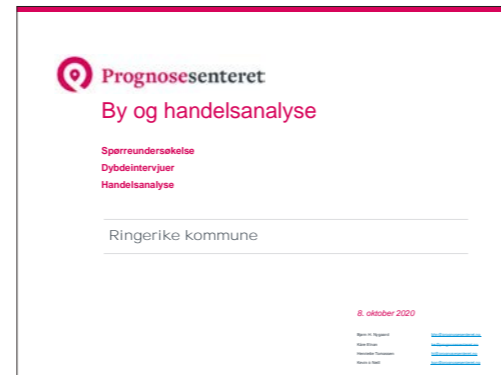 Prognosesenteret
By og handelsanalyse
Spørreundersøkelse
Dybdeintervjuer
Handelsanalyse
Ringerike kommune
8. oktober 2020